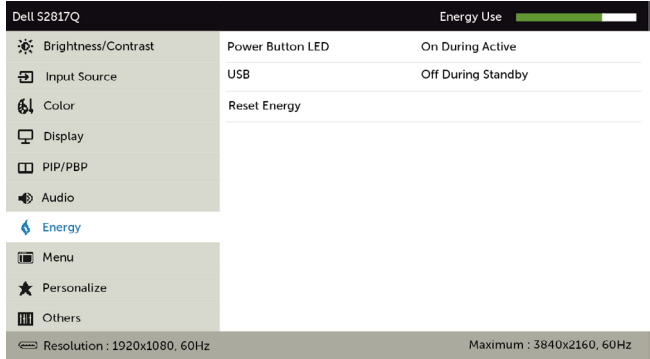 Dell S2817Q Energy Use
Brightness/Contrast Power Button LED On During Active
Input Source USB Off During Standby
Color Reset Energy
Display
PIP/PBP
Audio
Energy
Menu
Personalize
Others
Resolution : 1920x1080, 60Hz Maximum : 3840x2160, 60Hz